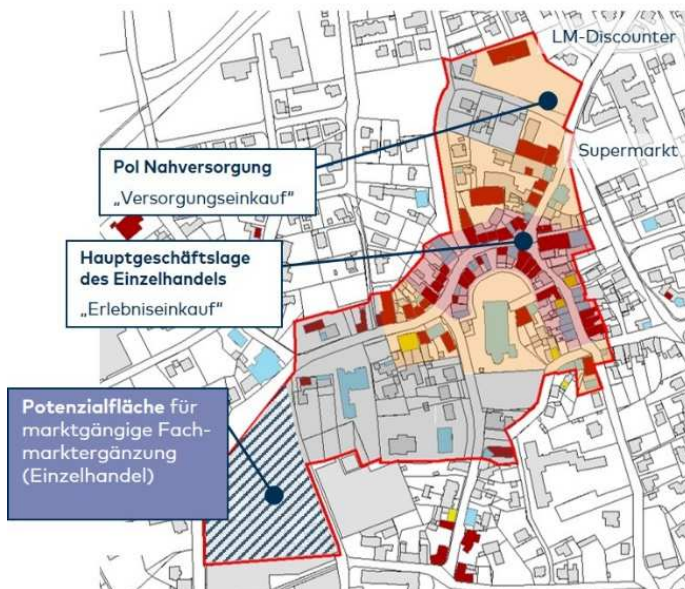 LM-Discounter
Supermarkt
Pol Nahversorgung
„Versorgungseinkauf“
Hauptgeschäftslage
des Einzelhandels
„Erlebniseinkauf“
Potenzialfläche für
marktgängige Fach-
marktergänzung
(Einzelhandel)